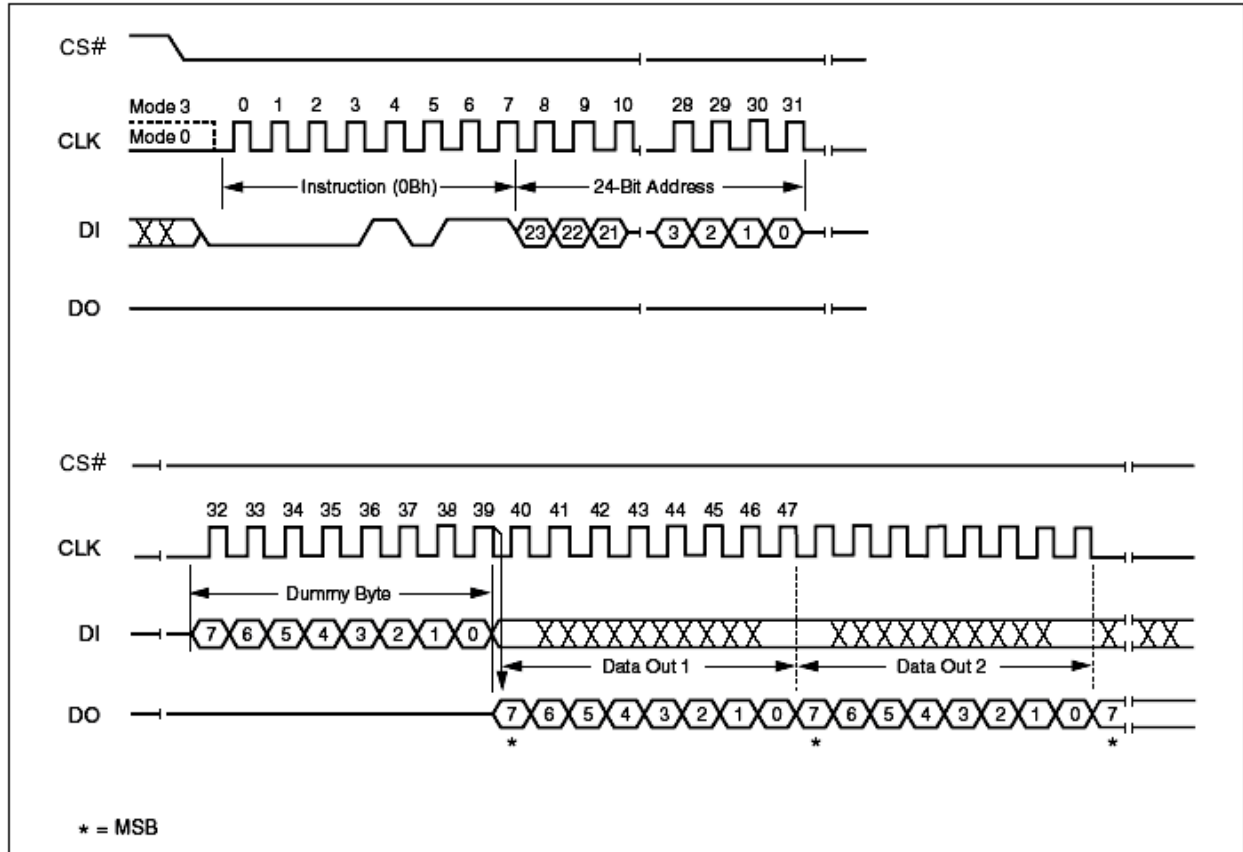 CS#
Mode 3 0 1 2 3 4 5 6 7 8 9 10 28 29 30 31
CLK Mode 0
Instruction (0Bh) 24-Bit Address
DI 23 22 21 3 2 1 0
DO
CS#
32 33 34 35 36 37 38 39 40 41 42 43 44 45 46 47
CLK
Dummy Byte
DI 7 6 5 4 3 2 1 0
Data Out 1 Data Out 2
DO 7 6 5 4 3 2 1 0 7 6 5 4 3 2 1 0 7
* * *
* = MSB